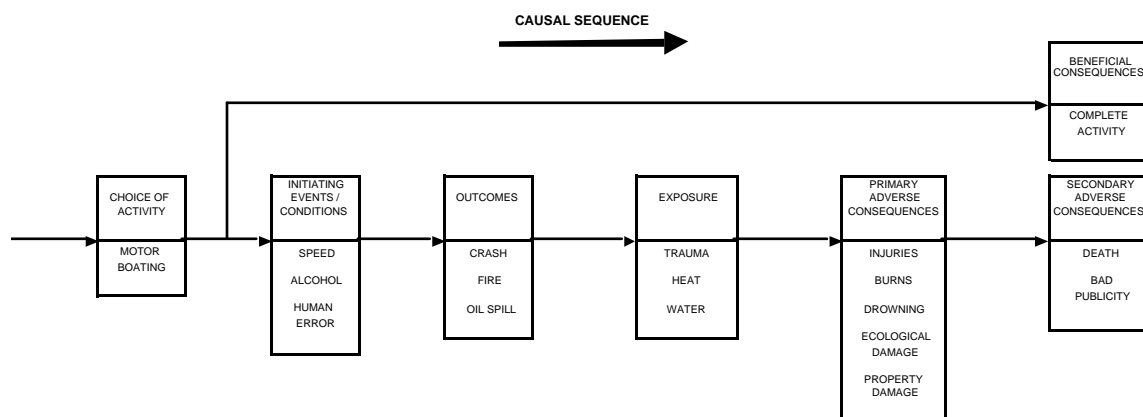 CAUSAL SEQUENCE
BENEFICIAL
CONSEQUENCES
COMPLETE
ACTIVITY
CHOICE OF
ACTIVITY
MOTOR
BOATING
INITIATING
EVENTS /
CONDITIONS
SPEED
ALCOHOL
HUMAN
ERROR
OUTCOMES
CRASH
FIRE
OIL SPILL
EXPOSURE
TRAUMA
HEAT
WATER
PRIMARY
ADVERSE
CONSEQUENCES
INJURIES
BURNS
DROWNING
ECOLOGICAL
DAMAGE
PROPERTY
DAMAGE
SECONDARY
ADVERSE
CONSEQUENCES
DEATH
BAD
PUBLICITY